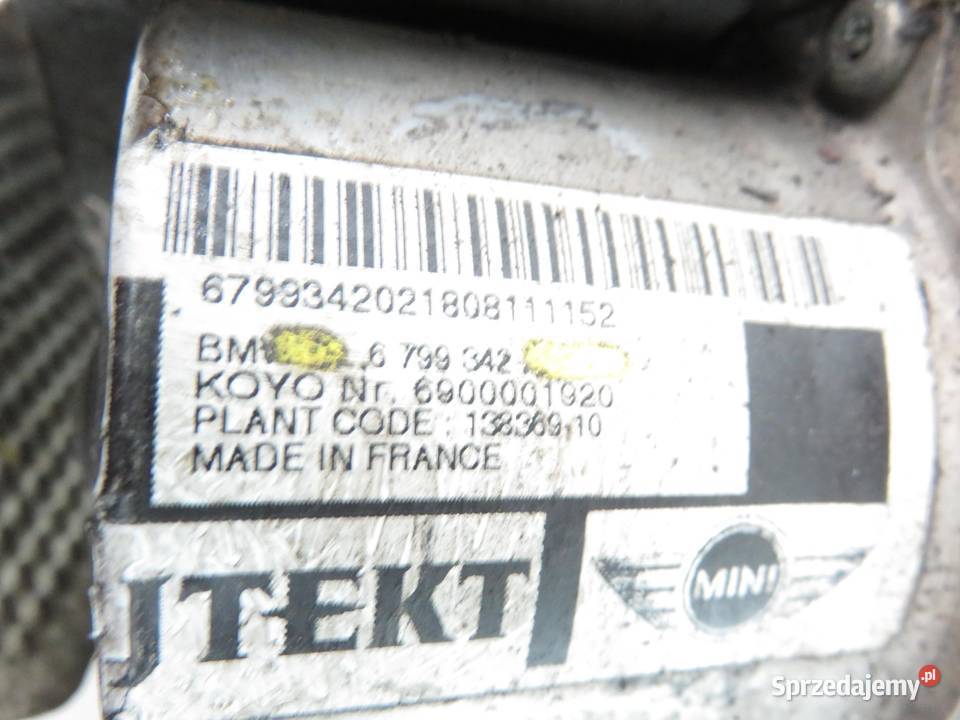 6799342021808111152
6 799 342
KOYO Nr. 6900001920
PLANT CODE : 138369-10
MADE IN FRANCE
JTEKT
MINI
Sprzedajemy.pl